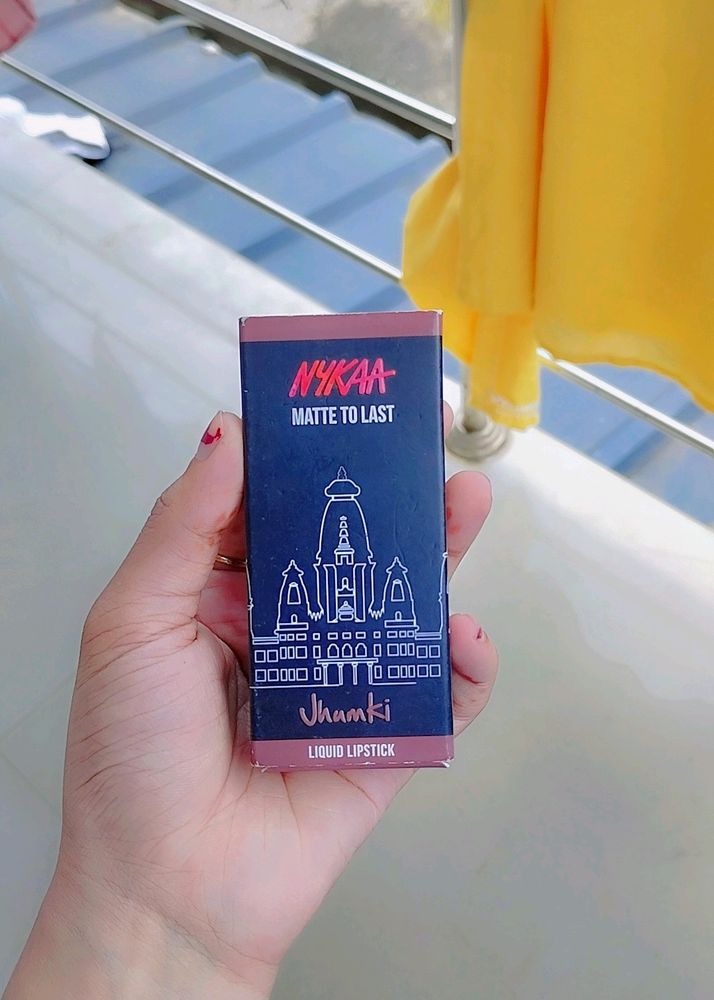 NYKAA
MATTE TO LAST
Jhumki
LIQUID LIPSTICK